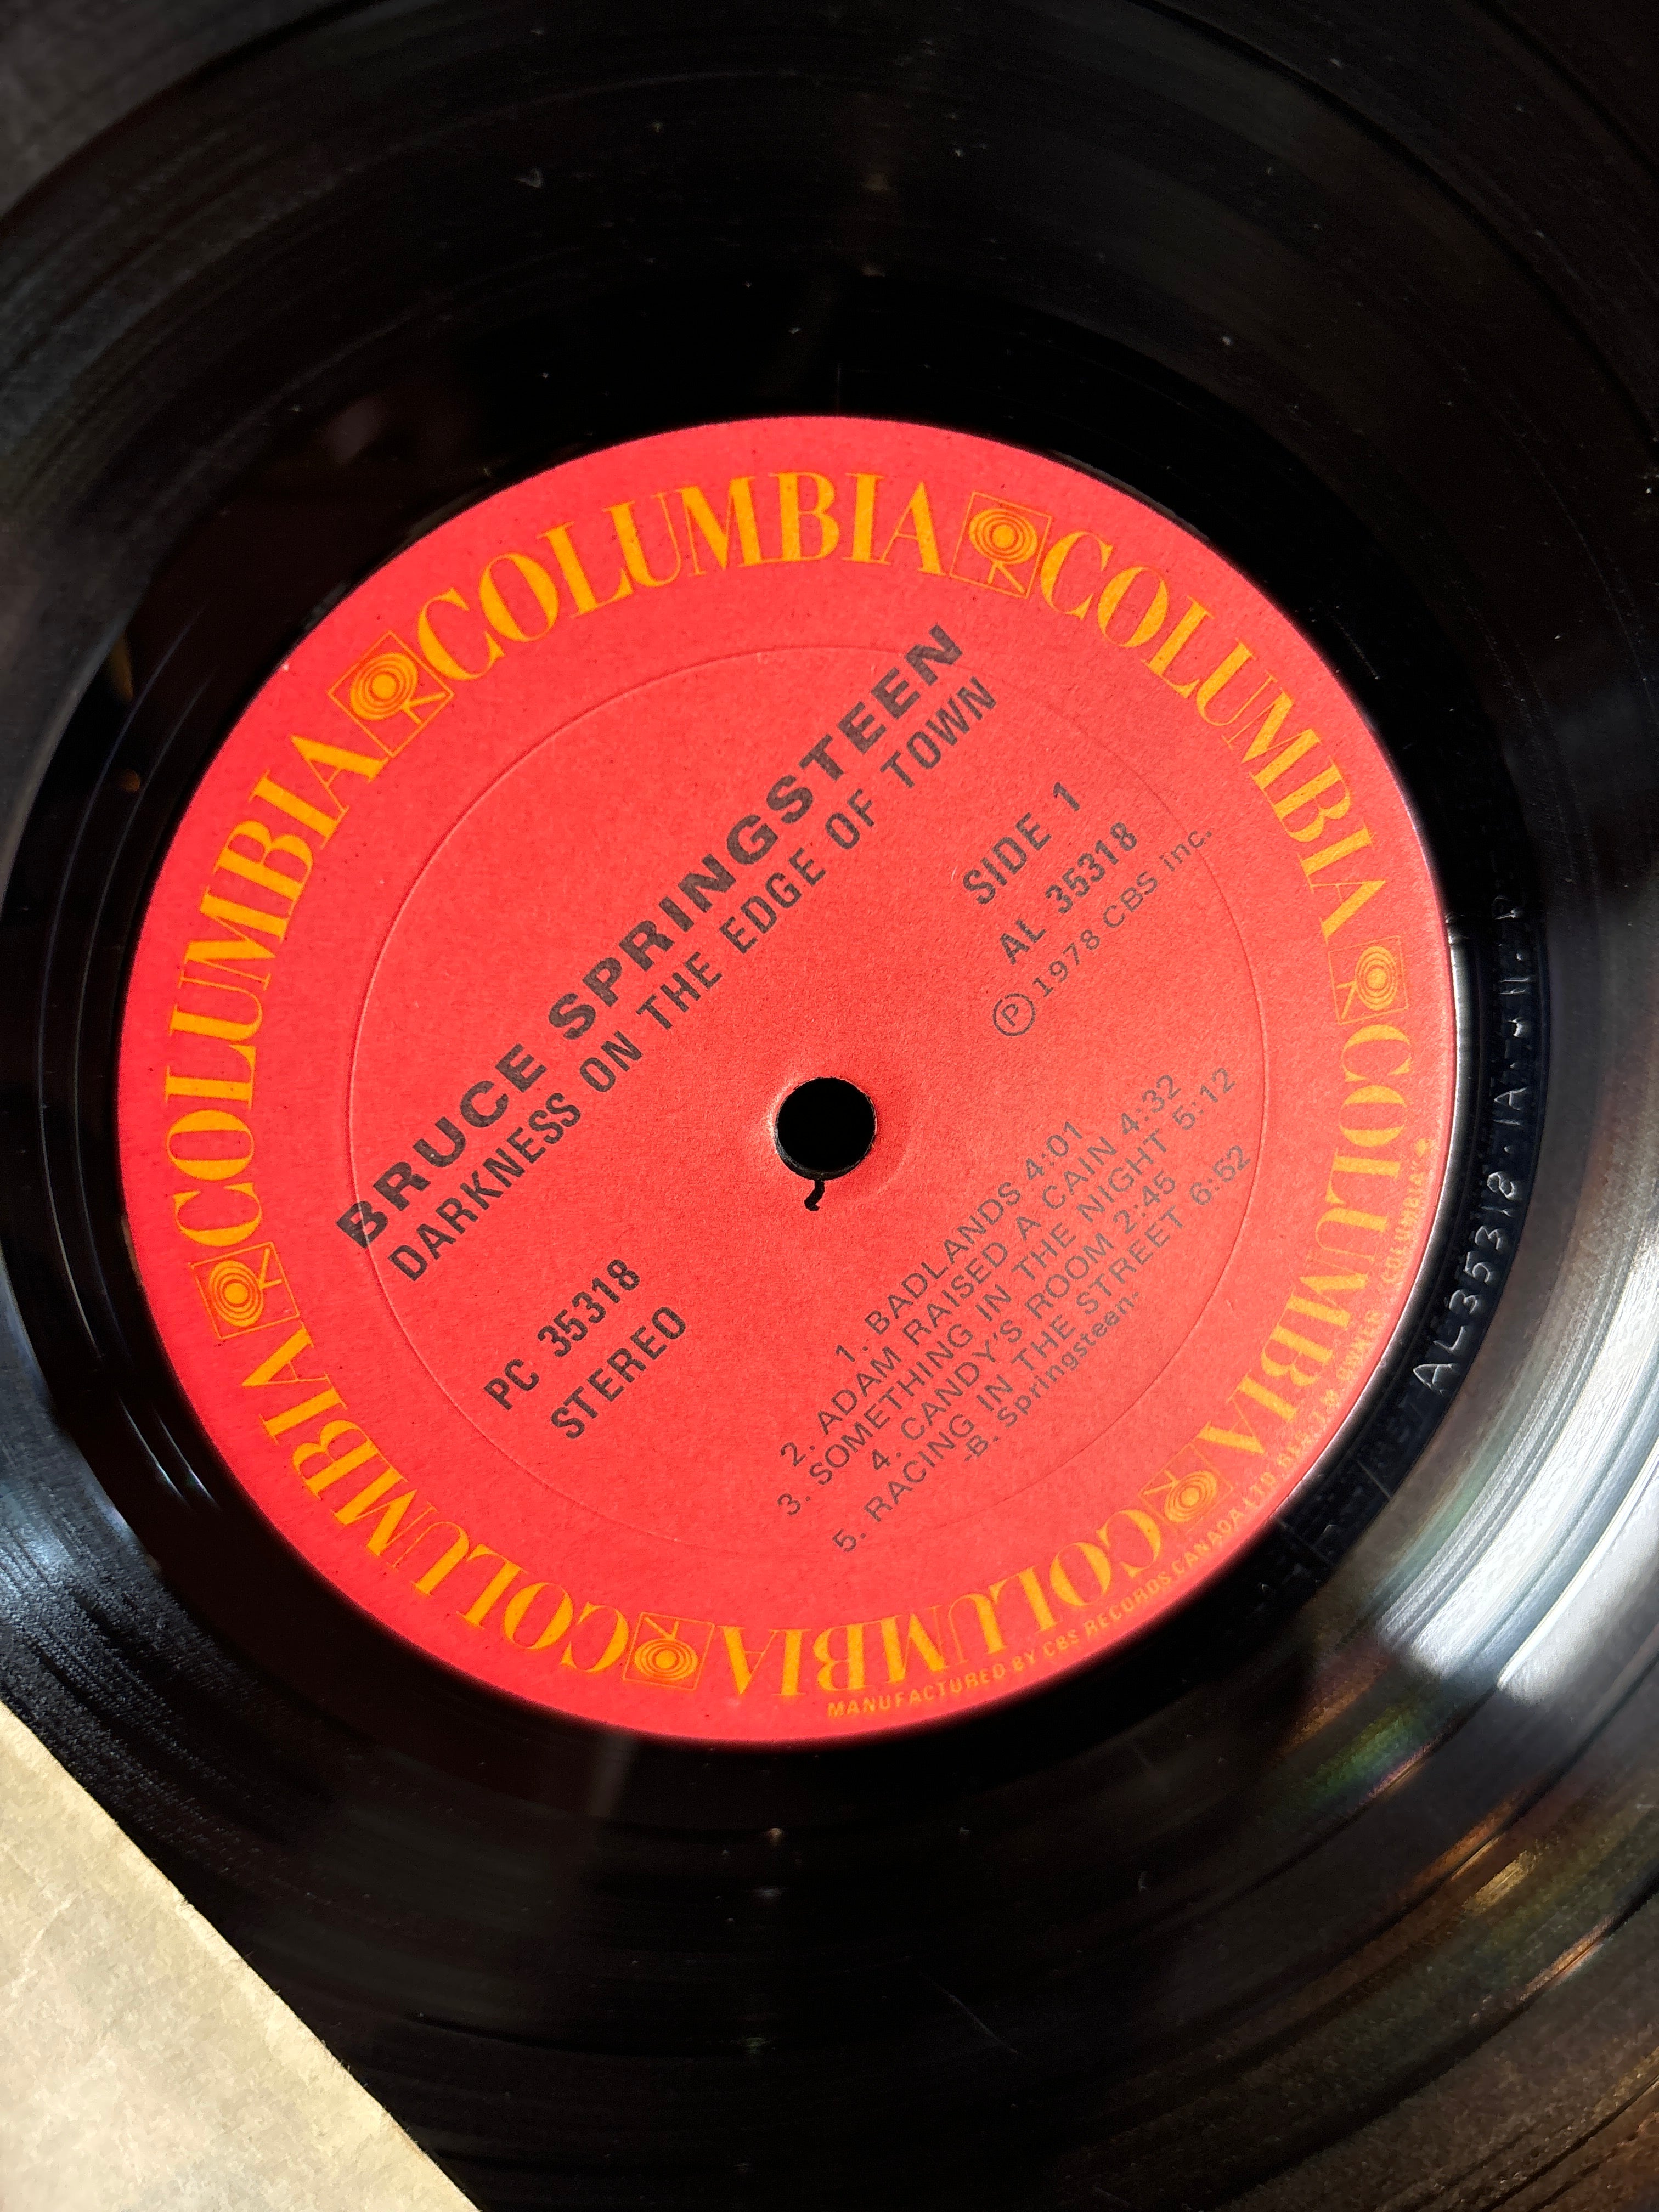 COLUMBIA COLUMBIA COLUMBIA COLUMBIA COLUMBIA COLUMBIA
BRUCE SPRINGSTEEN
DARKNESS ON THE EDGE OF TOWN
SIDE 1
AL 35318
Ⓟ 1978 CBS inc.
PC 35318
STEREO
1. BADLANDS 4:01
2. ADAM RAISED A CAIN 4:32
3. SOMETHING IN THE NIGHT 5:12
4. CANDY'S ROOM 2:45
5. RACING IN THE STREET 6:52
-B. Springsteen-
MANUFACTURED BY CBS RECORDS CANADA LTD
AL 35318